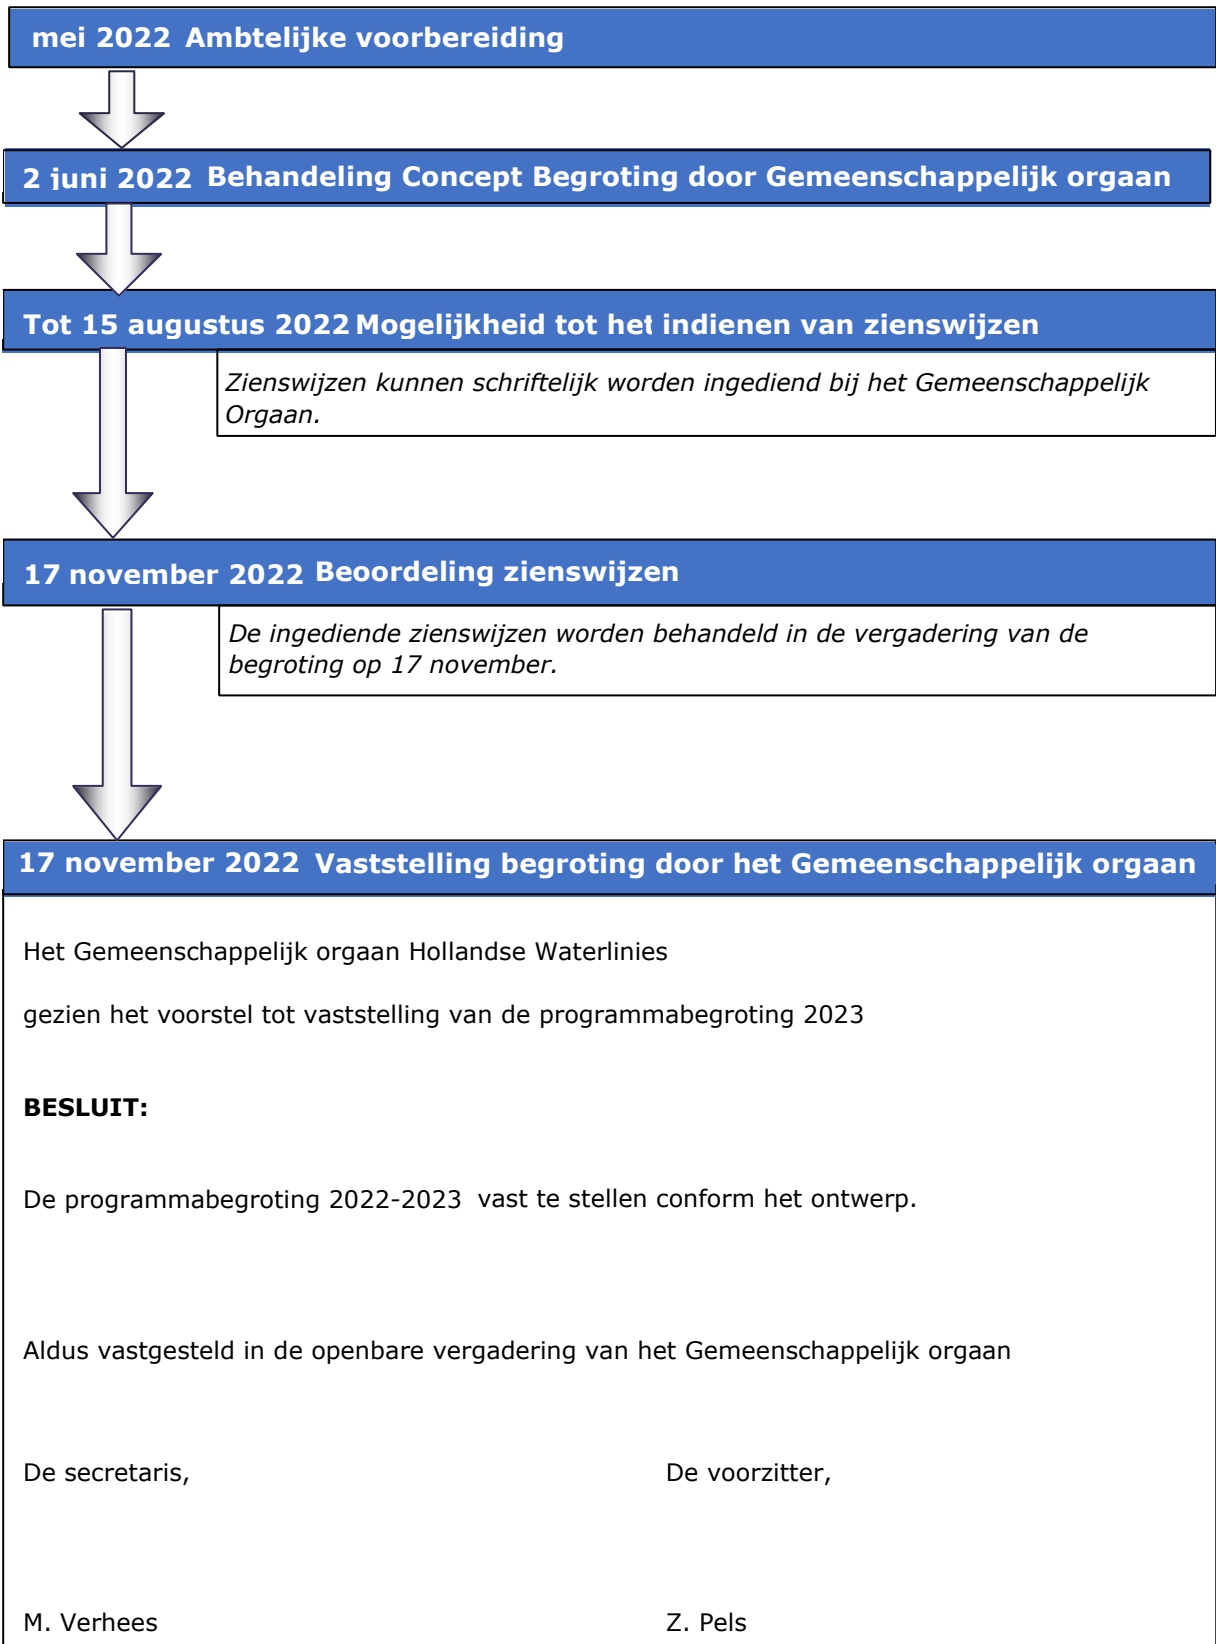 mei 2022 Ambtelijke voorbereiding
2 juni 2022 Behandeling Concept Begroting door Gemeenschappelijk orgaan
Tot 15 augustus 2022 Mogelijkheid tot het indienen van zienswijzen
Zienswijzen kunnen schriftelijk worden ingediend bij het Gemeenschappelijk
Orgaan.
17 november 2022 Beoordeling zienswijzen
De ingediende zienswijzen worden behandeld in de vergadering van de
begroting op 17 november.
17 november 2022 Vaststelling begroting door het Gemeenschappelijk orgaan
Het Gemeenschappelijk orgaan Hollandse Waterlinies
gezien het voorstel tot vaststelling van de programmabegroting 2023
BESLUIT:
De programmabegroting 2022-2023 vast te stellen conform het ontwerp.
Aldus vastgesteld in de openbare vergadering van het Gemeenschappelijk orgaan
De secretaris, De voorzitter,
M. Verhees Z. Pels